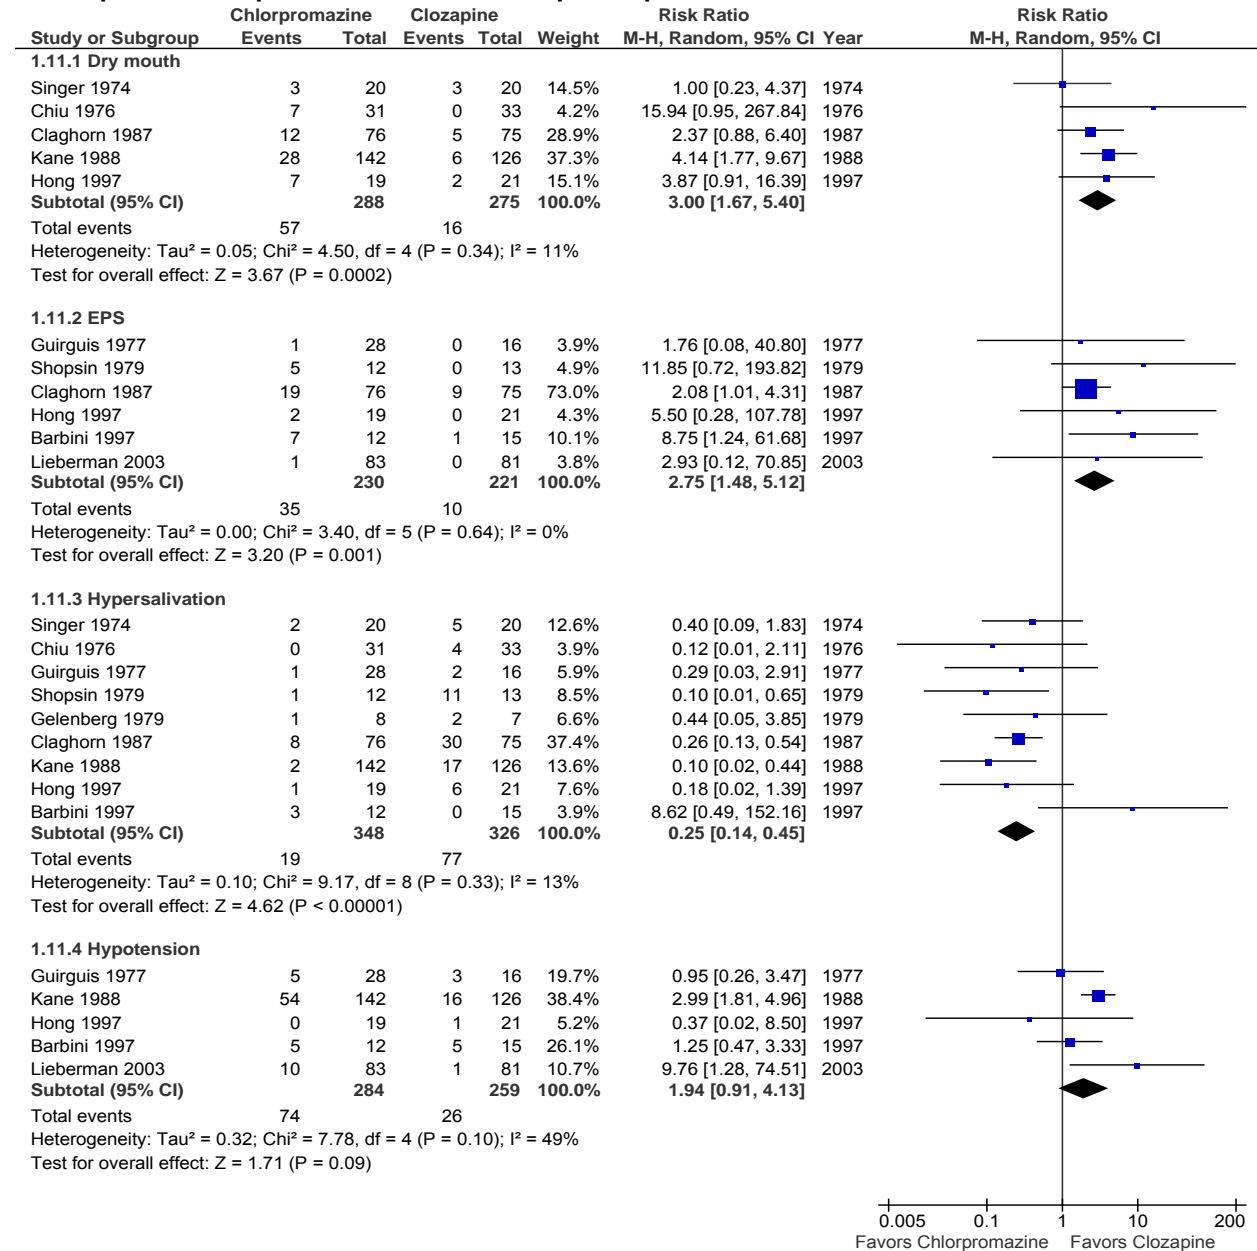 Chlorpromazine Clozapine Risk Ratio Risk Ratio
Study or Subgroup Events Total Events Total Weight M-H, Random, 95% CI Year M-H, Random, 95% CI
1.11.1 Dry mouth
Singer 1974 3 20 3 20 14.5% 1.00 [0.23, 4.37] 1974
Chiu 1976 7 31 0 33 4.2% 15.94 [0.95, 267.84] 1976
Claghorn 1987 12 76 5 75 28.9% 2.37 [0.88, 6.40] 1987
Kane 1988 28 142 6 126 37.3% 4.14 [1.77, 9.67] 1988
Hong 1997 7 19 2 21 15.1% 3.87 [0.91, 16.39] 1997
Subtotal (95% CI) 288 275 100.0% 3.00 [1.67, 5.40]
Total events 57 16
Heterogeneity: Tau² = 0.05; Chi² = 4.50, df = 4 (P = 0.34); I² = 11%
Test for overall effect: Z = 3.67 (P = 0.0002)
1.11.2 EPS
Guirguis 1977 1 28 0 16 3.9% 1.76 [0.08, 40.80] 1977
Shopsin 1979 5 12 0 13 4.9% 11.85 [0.72, 193.82] 1979
Claghorn 1987 19 76 9 75 73.0% 2.08 [1.01, 4.31] 1987
Hong 1997 2 19 0 21 4.3% 5.50 [0.28, 107.78] 1997
Barbini 1997 7 12 1 15 10.1% 8.75 [1.24, 61.68] 1997
Lieberman 2003 1 83 0 81 3.8% 2.93 [0.12, 70.85] 2003
Subtotal (95% CI) 230 221 100.0% 2.75 [1.48, 5.12]
Total events 35 10
Heterogeneity: Tau² = 0.00; Chi² = 3.40, df = 5 (P = 0.64); I² = 0%
Test for overall effect: Z = 3.20 (P = 0.001)
1.11.3 Hypersalivation
Singer 1974 2 20 5 20 12.6% 0.40 [0.09, 1.83] 1974
Chiu 1976 0 31 4 33 3.9% 0.12 [0.01, 2.11] 1976
Guirguis 1977 1 28 2 16 5.9% 0.29 [0.03, 2.91] 1977
Shopsin 1979 1 12 11 13 8.5% 0.10 [0.01, 0.65] 1979
Gelenberg 1979 1 8 2 7 6.6% 0.44 [0.05, 3.85] 1979
Claghorn 1987 8 76 30 75 37.4% 0.26 [0.13, 0.54] 1987
Kane 1988 2 142 17 126 13.6% 0.10 [0.02, 0.44] 1988
Hong 1997 1 19 6 21 7.6% 0.18 [0.02, 1.39] 1997
Barbini 1997 3 12 0 15 3.9% 8.62 [0.49, 152.16] 1997
Subtotal (95% CI) 348 326 100.0% 0.25 [0.14, 0.45]
Total events 19 77
Heterogeneity: Tau² = 0.10; Chi² = 9.17, df = 8 (P = 0.33); I² = 13%
Test for overall effect: Z = 4.62 (P < 0.00001)
1.11.4 Hypotension
Guirguis 1977 5 28 3 16 19.7% 0.95 [0.26, 3.47] 1977
Kane 1988 54 142 16 126 38.4% 2.99 [1.81, 4.96] 1988
Hong 1997 0 19 1 21 5.2% 0.37 [0.02, 8.50] 1997
Barbini 1997 5 12 5 15 26.1% 1.25 [0.47, 3.33] 1997
Lieberman 2003 10 83 1 81 10.7% 9.76 [1.28, 74.51] 2003
Subtotal (95% CI) 284 259 100.0% 1.94 [0.91, 4.13]
Total events 74 26
Heterogeneity: Tau² = 0.32; Chi² = 7.78, df = 4 (P = 0.10); I² = 49%
Test for overall effect: Z = 1.71 (P = 0.09)
0.005 0.1 1 10 200
Favors Chlorpromazine Favors Clozapine